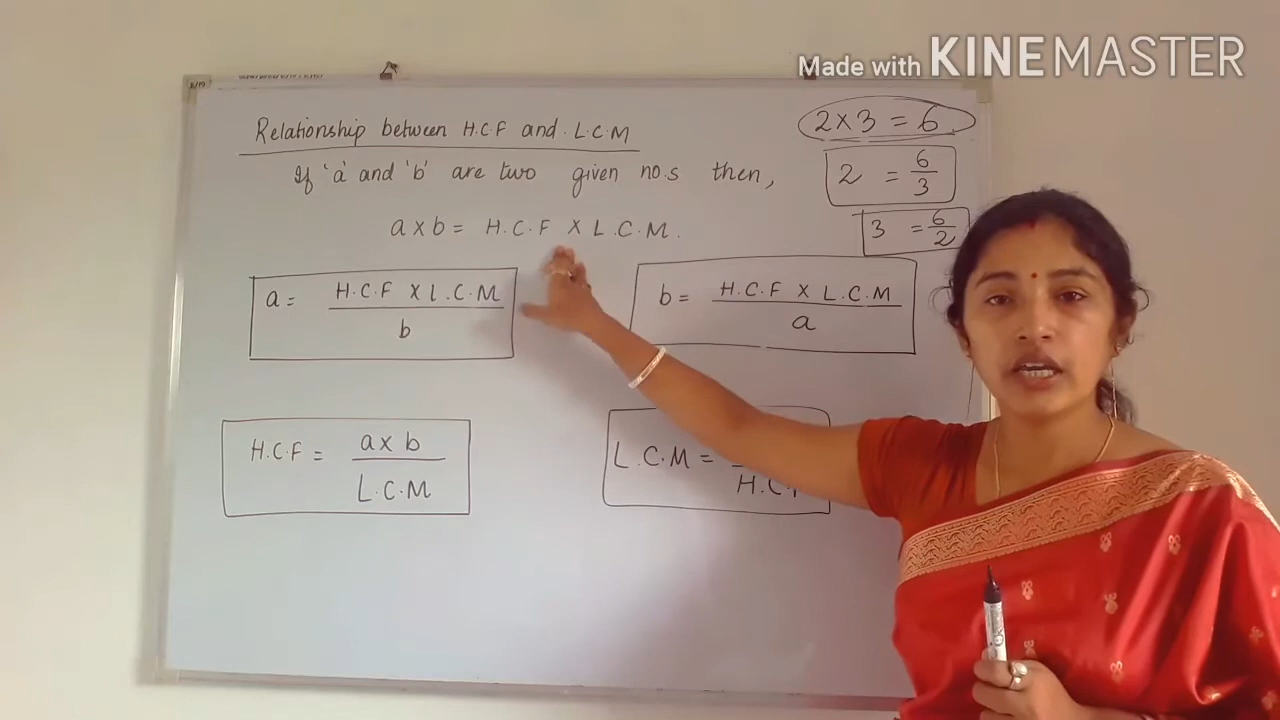 Made with KINEMASTER
Relationship between H.C.F and L.C.M
If 'a' and 'b' are two given no.s then,
a x b = H.C.F x L.C.M.
2 x 3 = 6
2 = 6/3
3 = 6/2
a = H.C.F x L.C.M / b
b = H.C.F x L.C.M / a
H.C.F = a x b / L.C.M
L.C.M =